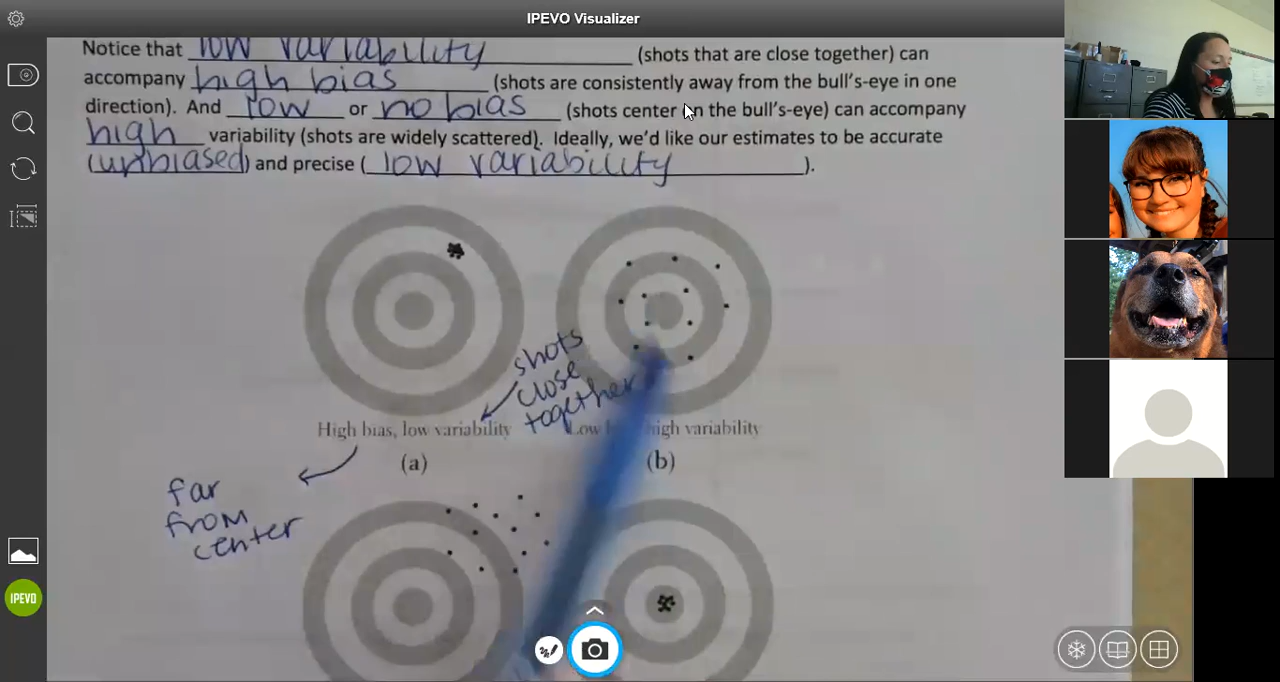 IPEVO Visualizer
Notice that low variability (shots that are close together) can
accompany high bias (shots are consistently away from the bull's-eye in one
direction). And low or no bias (shots center on the bull's-eye) can accompany
high variability (shots are widely scattered). Ideally, we'd like our estimates to be accurate
(unbiased) and precise (low variability).
shots
close
together
High bias, low variability
Low high variability
(a)
(b)
far
from
center
IPEVO